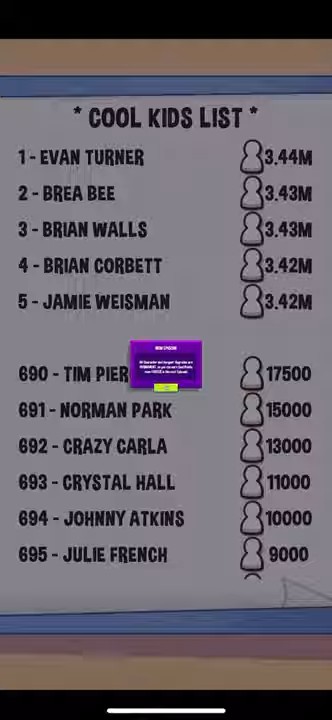 * COOL KIDS LIST *
1 - EVAN TURNER 3.44M
2 - BREA BEE 3.43M
3 - BRIAN WALLS 3.43M
4 - BRIAN CORBETT 3.42M
5 - JAMIE WEISMAN 3.42M
690 - TIM PIER 17500
691 - NORMAN PARK 15000
692 - CRAZY CARLA 13000
693 - CRYSTAL HALL 11000
694 - JOHNNY ATKINS 10000
695 - JULIE FRENCH 9000